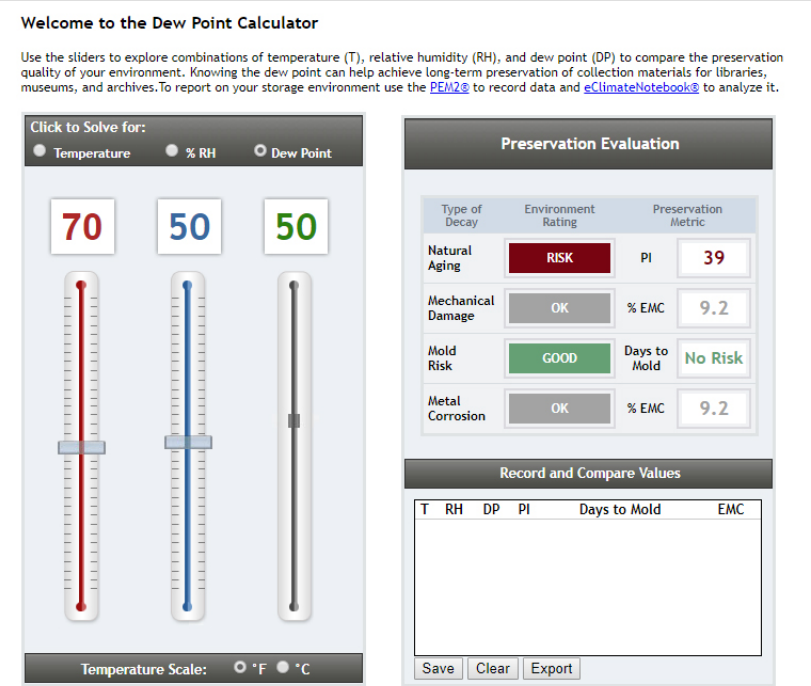 Welcome to the Dew Point Calculator
Use the sliders to explore combinations of temperature (T), relative humidity (RH), and dew point (DP) to compare the preservation
quality of your environment. Knowing the dew point can help achieve long-term preservation of collection materials for libraries,
museums, and archives.To report on your storage environment use the PEM2® to record data and eClimateNotebook® to analyze it.
Click to Solve for:
Temperature % RH Dew Point
70 50 50
Temperature Scale: °F °C
Preservation Evaluation
Type of Environment Preservation
Decay Rating Metric
Natural
Aging RISK PI 39
Mechanical
Damage OK % EMC 9.2
Mold Days to
Risk GOOD Mold No Risk
Metal
Corrosion OK % EMC 9.2
Record and Compare Values
T RH DP PI Days to Mold EMC
Save Clear Export